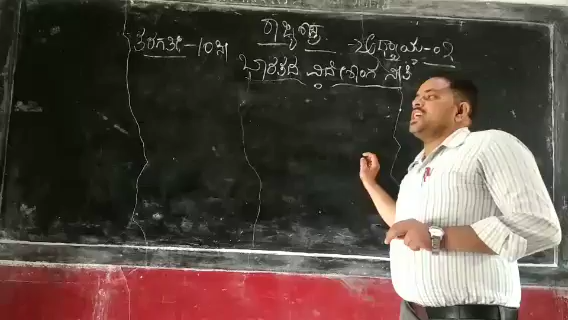 ರಾಜ್ಯಶಾಸ್ತ್ರ
ತರಗತಿ-10ನೇ
ಅಧ್ಯಾಯ-02
ಭಾರತದ ವಿದೇಶಾಂಗ ನೀತಿ